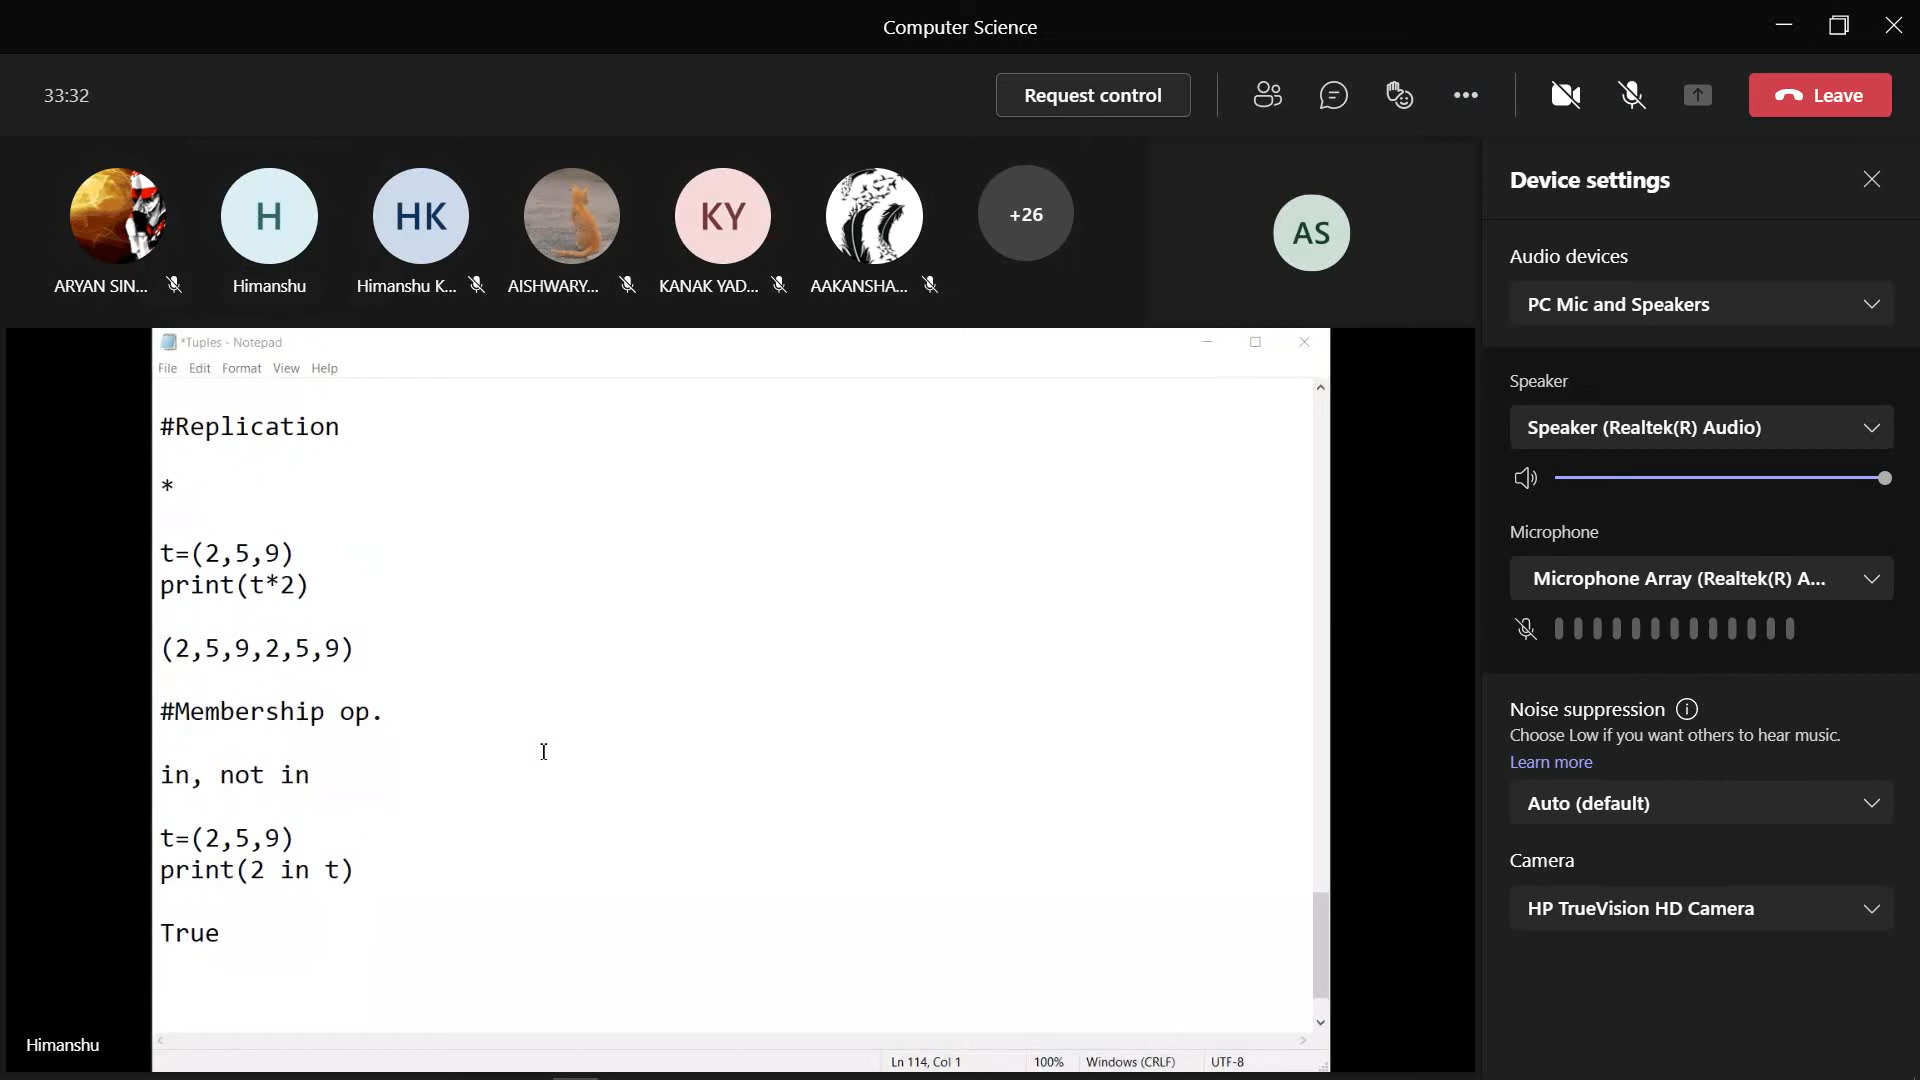 Computer Science
33:32
Request control
Leave
H
HK
KY
+26
AS
ARYAN SIN...
Himanshu
Himanshu K...
AISHWARY...
KANAK YAD...
AAKANSHA...
Device settings
Audio devices
PC Mic and Speakers
Speaker
Speaker (Realtek(R) Audio)
Microphone
Microphone Array (Realtek(R) A...
Noise suppression
Choose Low if you want others to hear music.
Learn more
Auto (default)
Camera
HP TrueVision HD Camera
*Tuples - Notepad
File Edit Format View Help
#Replication
*
t=(2,5,9)
print(t*2)
(2,5,9,2,5,9)
#Membership op.
in, not in
t=(2,5,9)
print(2 in t)
True
Himanshu
Ln 114, Col 1 100% Windows (CRLF) UTF-8